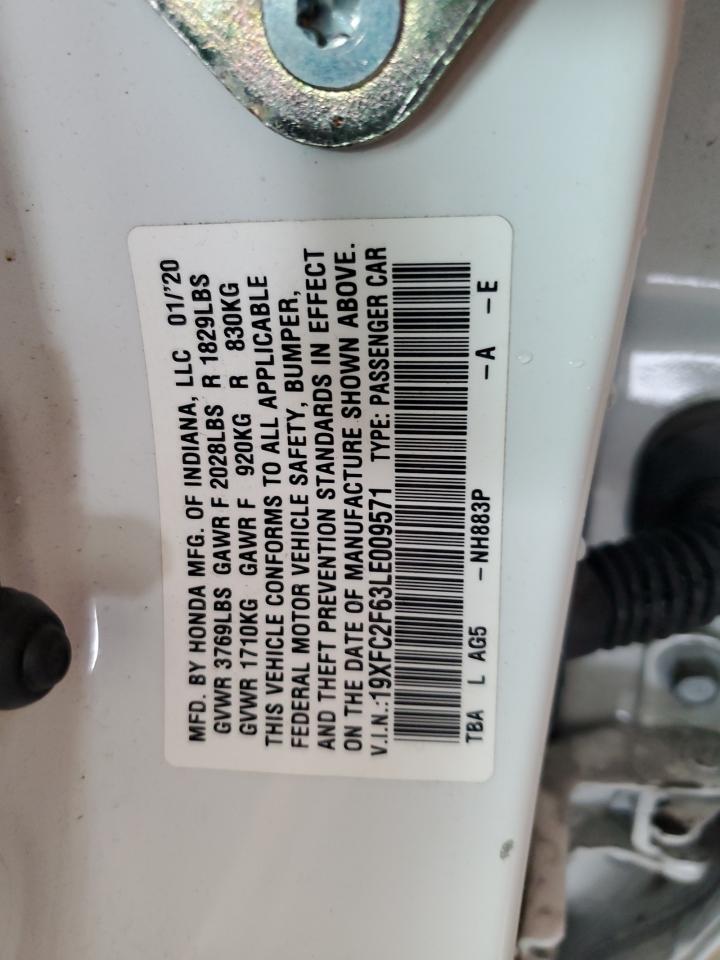 MFD. BY HONDA MFG. OF INDIANA, LLC 01/'20
GVWR 3769LBS GAWR F 2028LBS R 1829LBS
GVWR 1710KG GAWR F 920KG R 830KG
THIS VEHICLE CONFORMS TO ALL APPLICABLE
FEDERAL MOTOR VEHICLE SAFETY, BUMPER,
AND THEFT PREVENTION STANDARDS IN EFFECT
ON THE DATE OF MANUFACTURE SHOWN ABOVE.
V.I.N.:19XFC2F63LE009571 TYPE: PASSENGER CAR
TBA L AG5 -NH883P -A -E